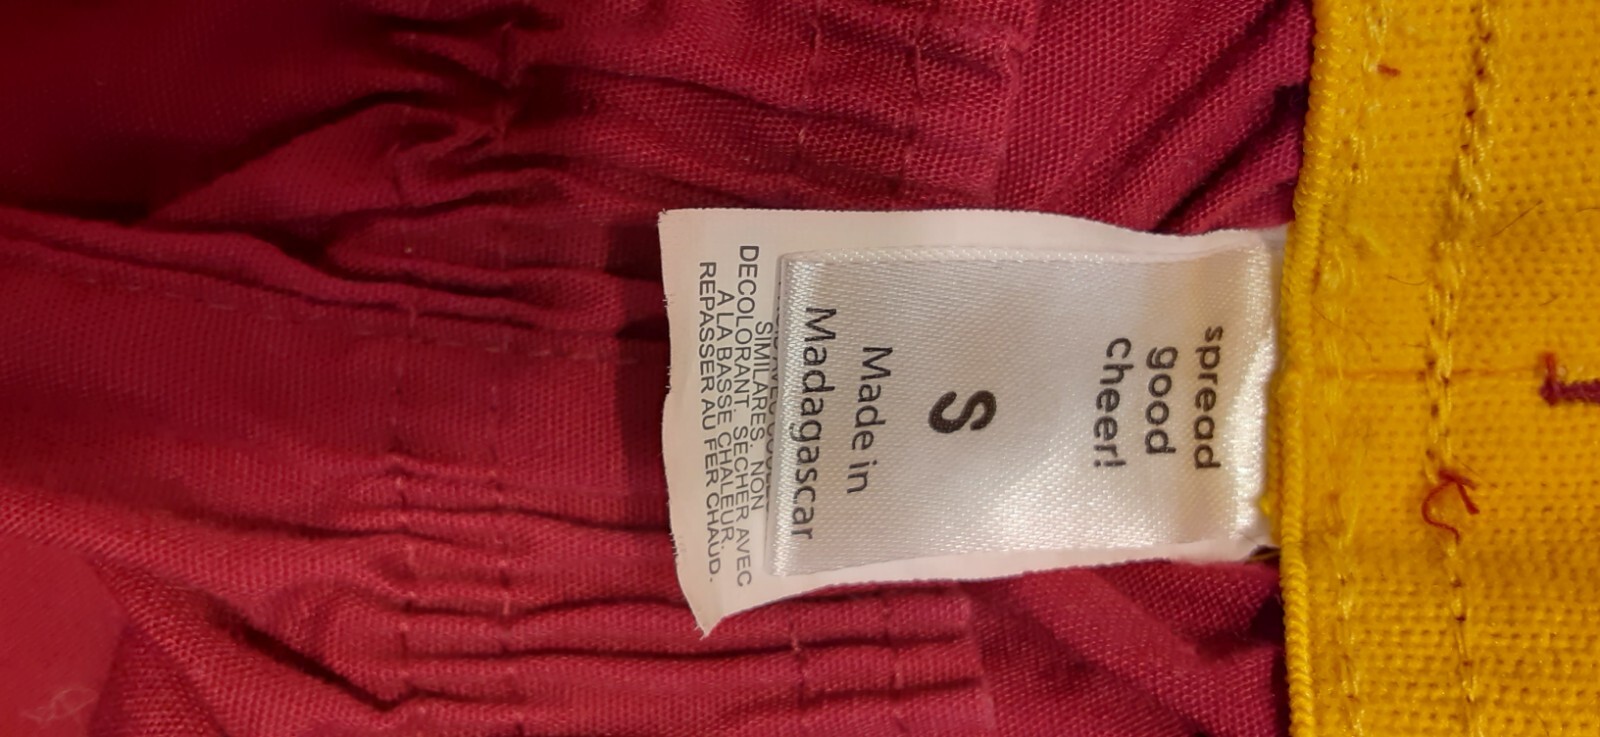 spread
good
cheer!
S
Made in
Madagascar
SIMILARES. NON
DECOLORANT. SECHER AVEC
A LA BASSE CHALEUR.
REPASSER AU FER CHAUD.